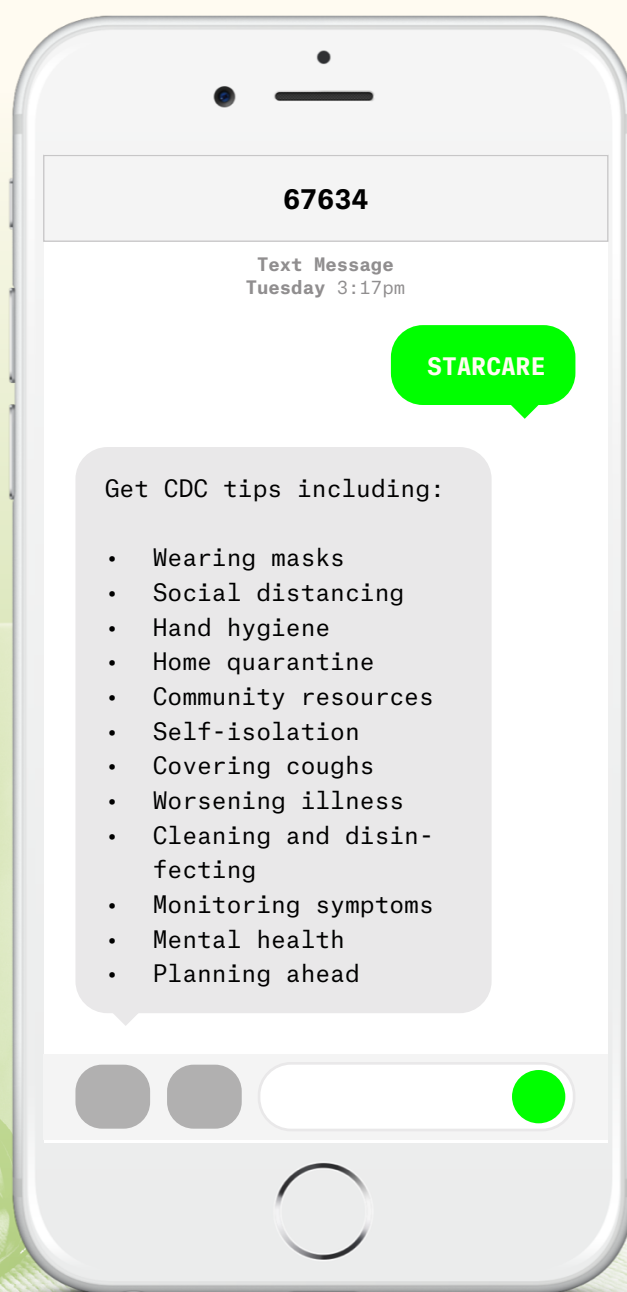 67634
Text Message
Tuesday 3:17pm
STARCARE
Get CDC tips including:
• Wearing masks
• Social distancing
• Hand hygiene
• Home quarantine
• Community resources
• Self-isolation
• Covering coughs
• Worsening illness
• Cleaning and disin-
fecting
• Monitoring symptoms
• Mental health
• Planning ahead